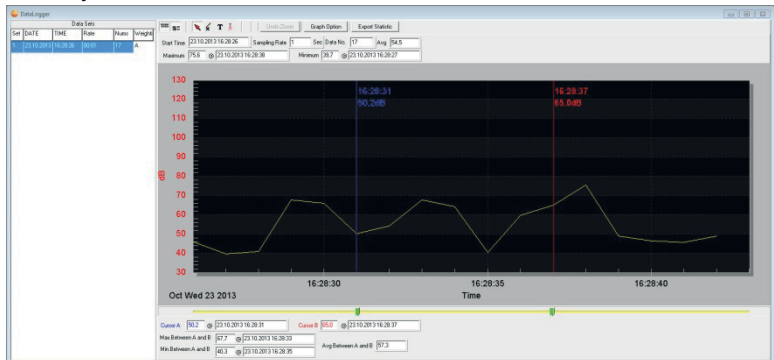 DataLogger
Data Sets
Set DATE TIME Rate Nums Weighti
1 23.10.2013 16:28:26 00:01 17 A
T
Undo Zoom Graph Option Export Statistic
Start Time 23.10.2013 16:28:26 Sampling Rate 1 Sec Data No. 17 Avg 54,5
Maximum 75,6 @ 23.10.2013 16:28:38 Minimum 39,7 @ 23.10.2013 16:28:27
130
16:28:31 16:28:37
120
50,2dB 65,0dB
110
100
90
dB
80
70
60
50
40
30
16:28:30 16:28:35 16:28:40
Oct Wed 23 2013 Time
Cursor A 50,2 @ 23.10.2013 16:28:31 Cursor B 65,0 @ 23.10.2013 16:28:37
Max.Between A and B 67,7 @ 23.10.2013 16:28:33
Avg Between A and B 57,3
Min.Between A and B 40,3 @ 23.10.2013 16:28:35